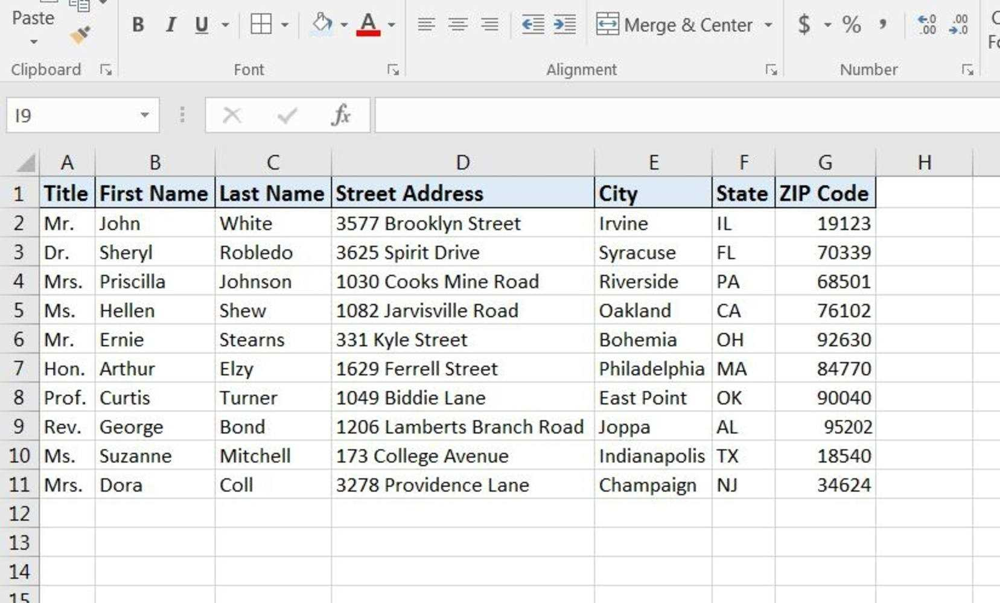 Paste B I U A Merge & Center $ % , .0 .00 .00 .0
Clipboard Font Alignment Number
I9 fx
A B C D E F G H
1 Title First Name Last Name Street Address City State ZIP Code
2 Mr. John White 3577 Brooklyn Street Irvine IL 19123
3 Dr. Sheryl Robledo 3625 Spirit Drive Syracuse FL 70339
4 Mrs. Priscilla Johnson 1030 Cooks Mine Road Riverside PA 68501
5 Ms. Hellen Shew 1082 Jarvisville Road Oakland CA 76102
6 Mr. Ernie Stearns 331 Kyle Street Bohemia OH 92630
7 Hon. Arthur Elzy 1629 Ferrell Street Philadelphia MA 84770
8 Prof. Curtis Turner 1049 Biddie Lane East Point OK 90040
9 Rev. George Bond 1206 Lamberts Branch Road Joppa AL 95202
10 Ms. Suzanne Mitchell 173 College Avenue Indianapolis TX 18540
11 Mrs. Dora Coll 3278 Providence Lane Champaign NJ 34624
12
13
14
15